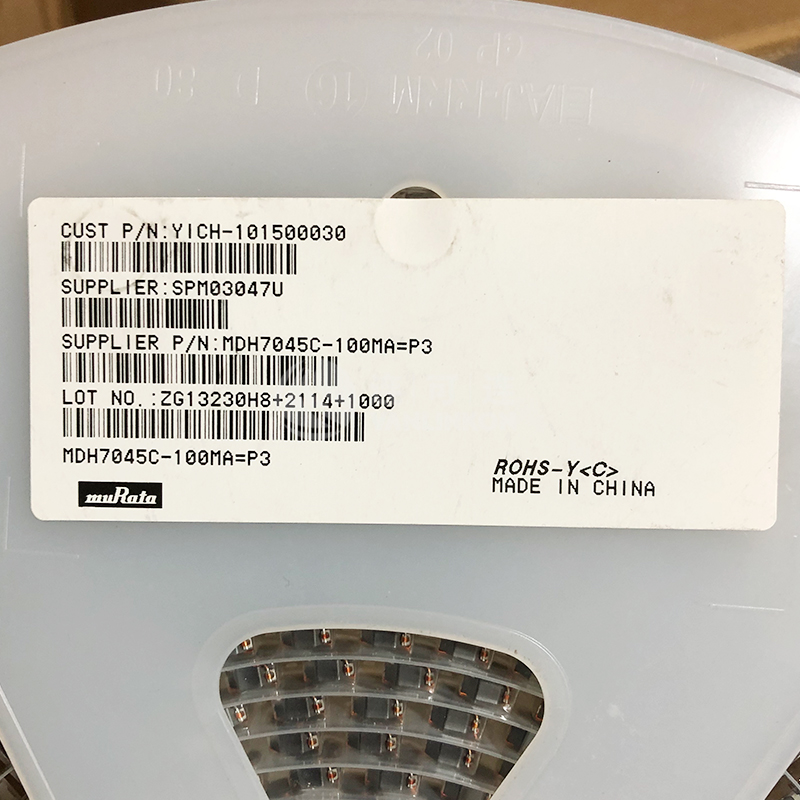 CUST P/N:YICH-101500030
SUPPLIER:SPM03047U
SUPPLIER P/N:MDH7045C-100MA=P3
LOT NO.:ZG13230H8+2114+1000
MDH7045C-100MA=P3
muRata
ROHS-Y<C>
MADE IN CHINA